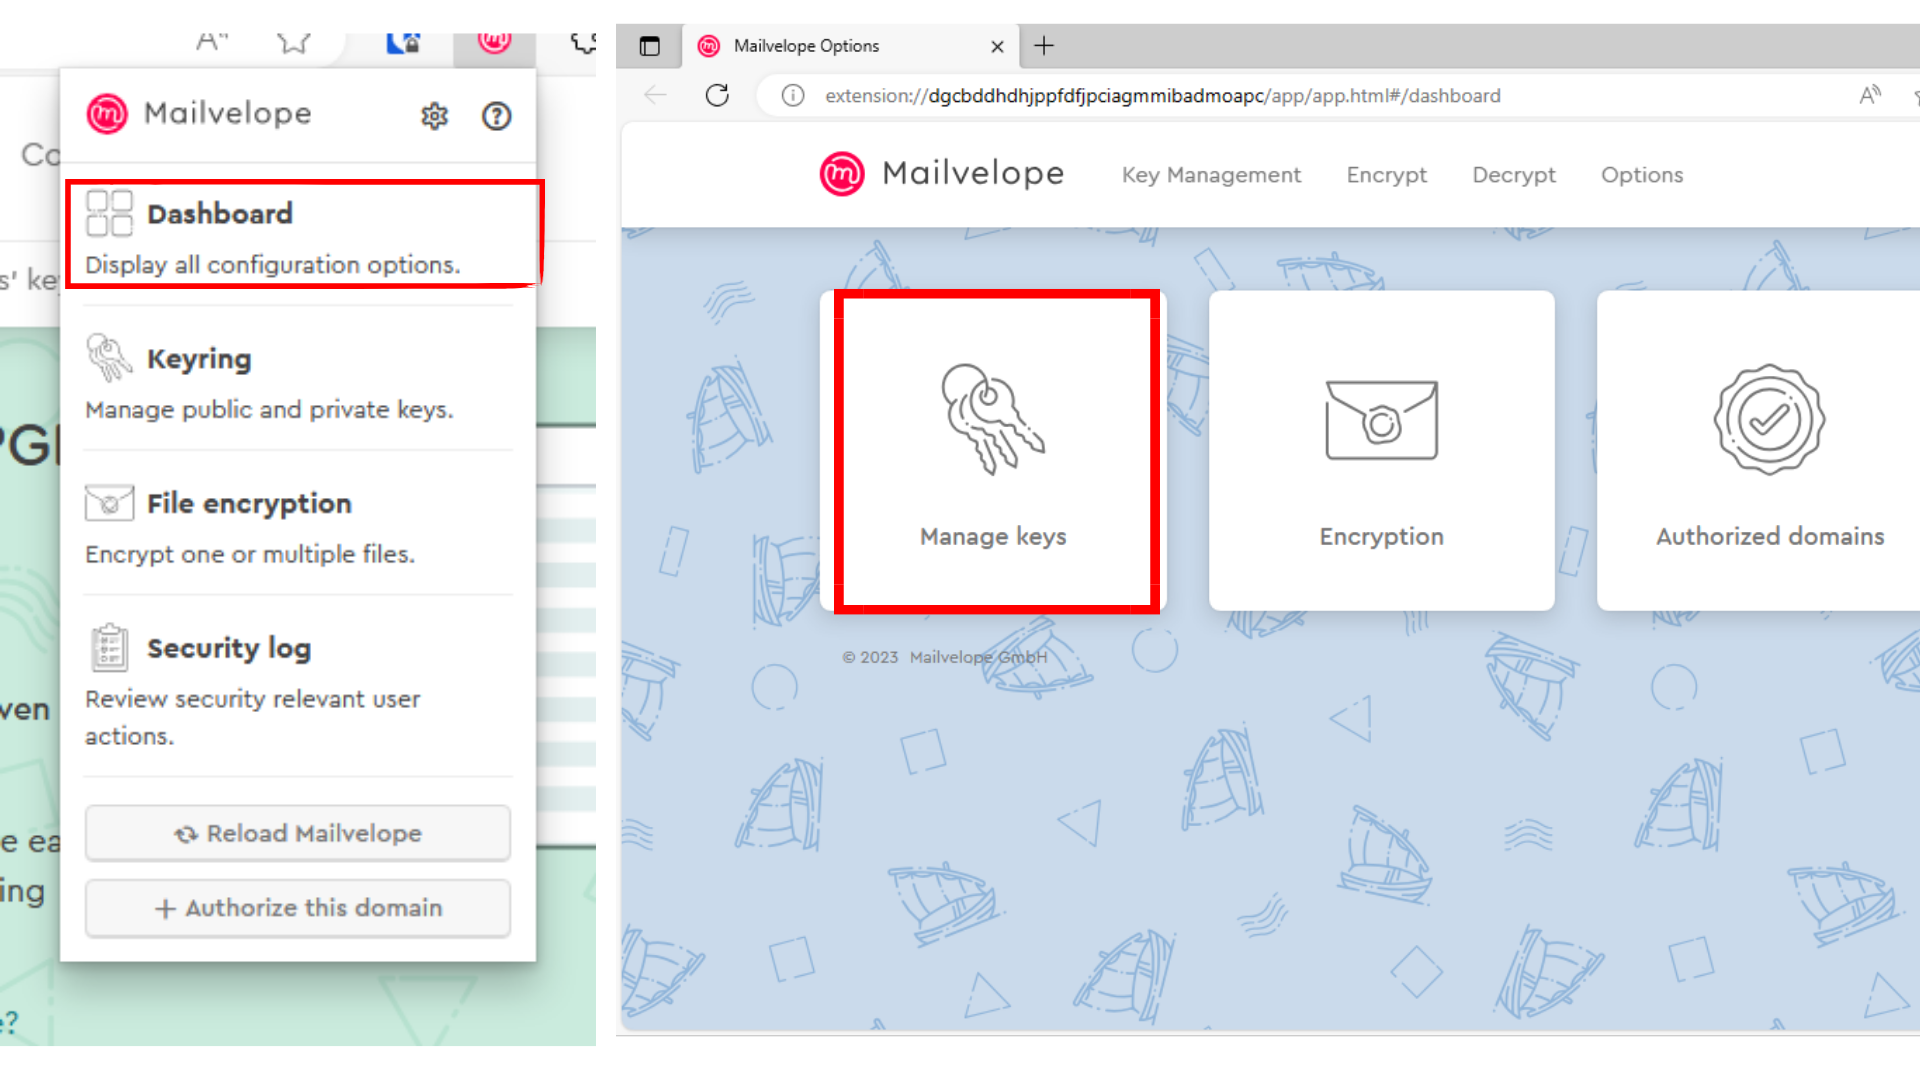 Mailvelope
Dashboard
Display all configuration options.
Keyring
Manage public and private keys.
File encryption
Encrypt one or multiple files.
Security log
Review security relevant user
actions.
Reload Mailvelope
Authorize this domain
Co
s' key
ven
e ea
ing
e?
Mailvelope Options
extension://dgcbddhdhjppfdfjpciagmmibadmoapc/app/app.html#/dashboard
Mailvelope
Key Management
Encrypt
Decrypt
Options
Manage keys
Encryption
Authorized domains
© 2023 Mailvelope GmbH